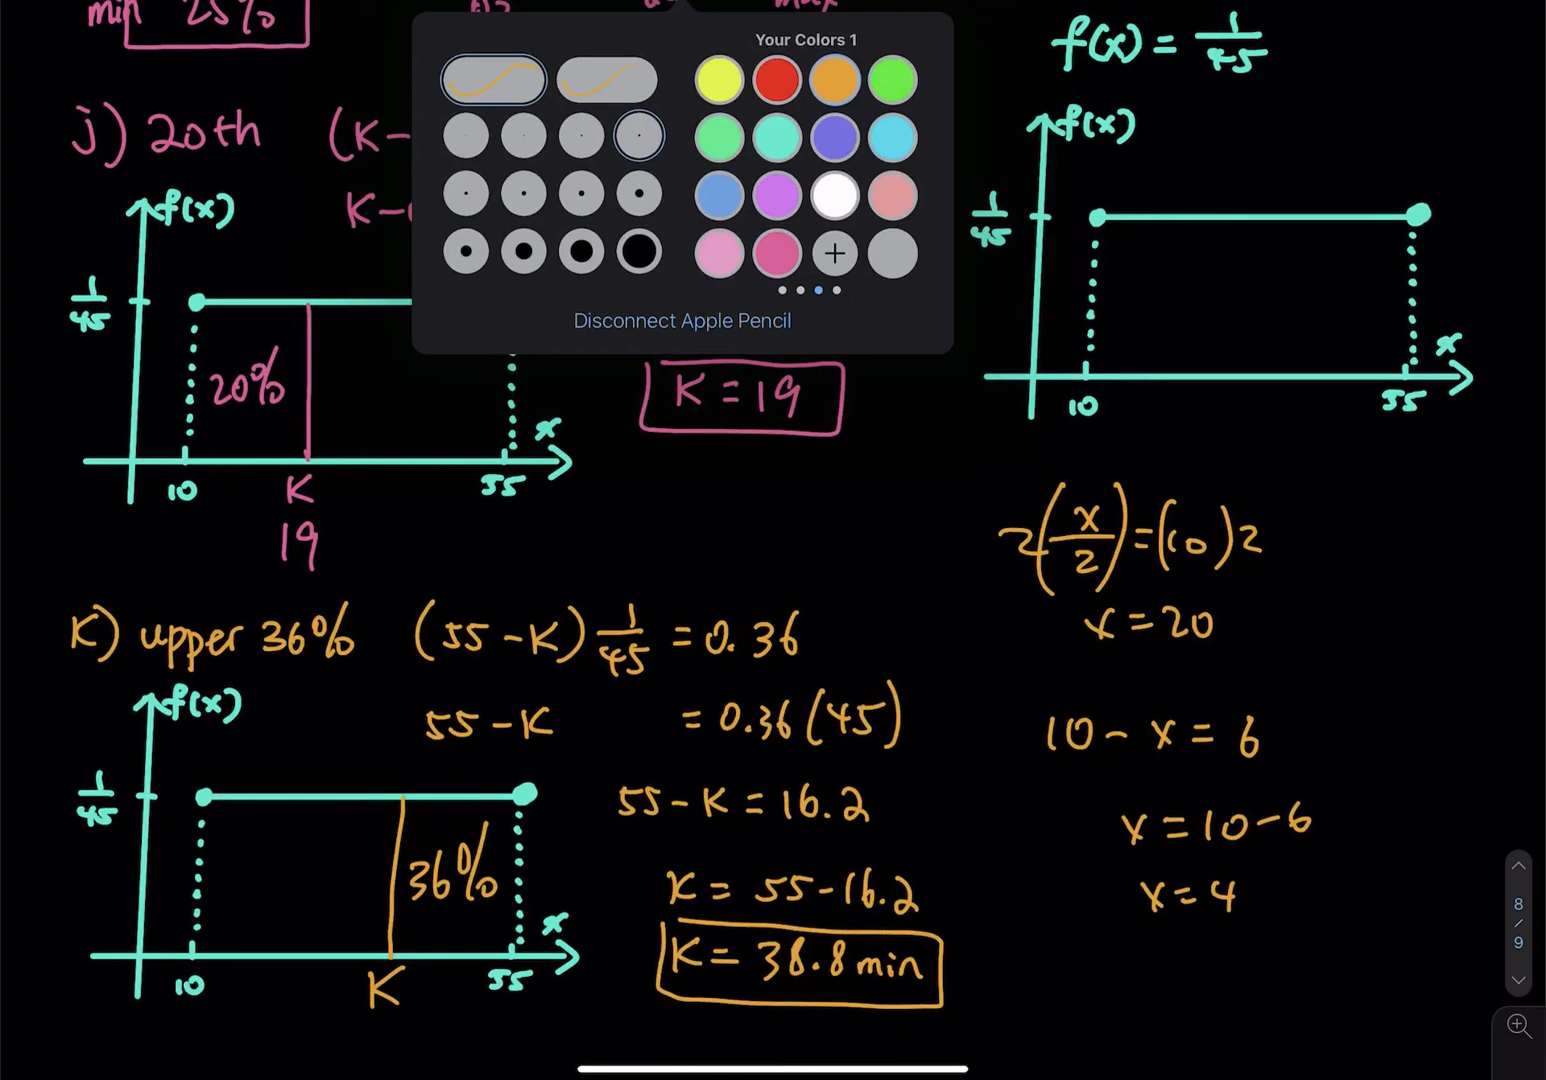 min 25%
j) 20th (K-
K-
f(x)
1/45
20%
10
K
55
x
19
K = 19
Your Colors 1
Disconnect Apple Pencil
f(x) = 1/45
f(x)
1/45
10
55
x
K) upper 36% (55-K) 1/45 = 0.36
55-K = 0.36(45)
55-K = 16.2
K = 55-16.2
K = 38.8 min
f(x)
1/45
36%
10
K
55
x
2(x/2) = (10)2
x = 20
10 - x = 6
x = 10-6
x = 4
8
/
9